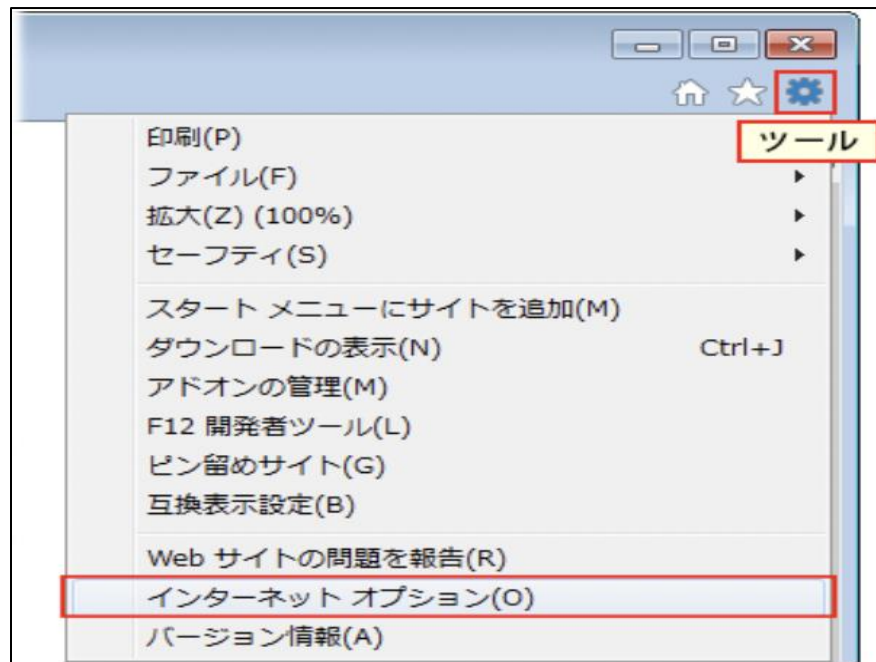 ツール
印刷(P)
ファイル(F)
拡大(Z) (100%)
セーフティ(S)
スタート メニューにサイトを追加(M)
ダウンロードの表示(N) Ctrl+J
アドオンの管理(M)
F12 開発者ツール(L)
ピン留めサイト(G)
互換表示設定(B)
Web サイトの問題を報告(R)
インターネット オプション(O)
バージョン情報(A)